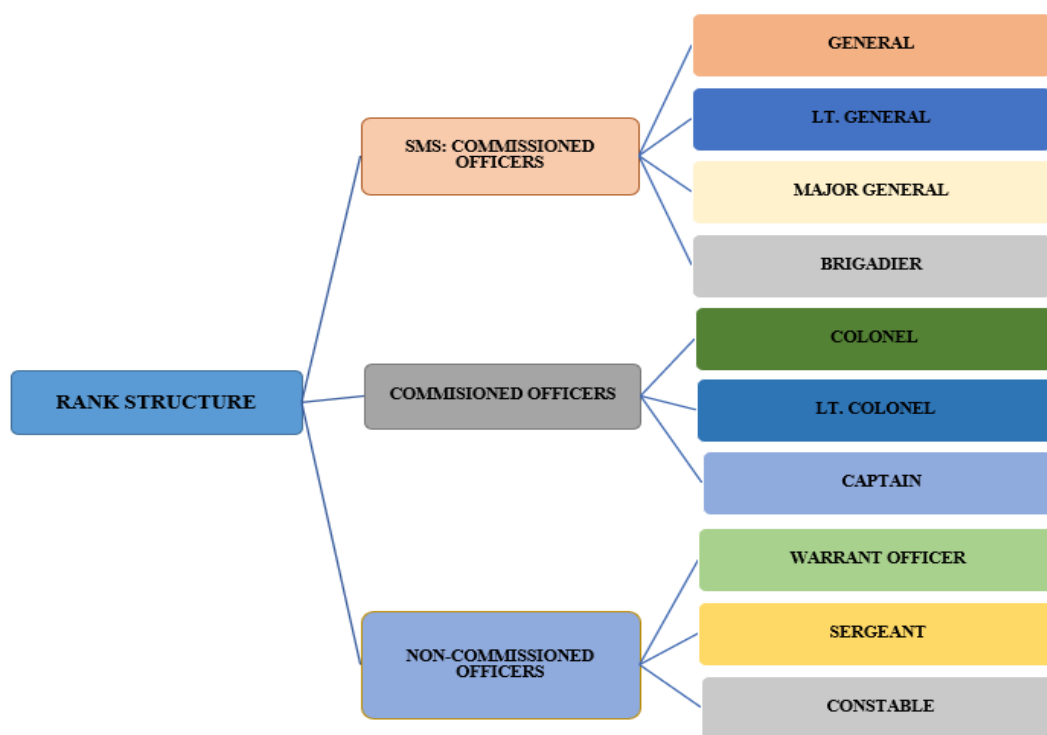 RANK STRUCTURE
SMS: COMMISSIONED
OFFICERS
GENERAL
LT. GENERAL
MAJOR GENERAL
BRIGADIER
COMMISIONED OFFICERS
COLONEL
LT. COLONEL
CAPTAIN
NON-COMMISSIONED
OFFICERS
WARRANT OFFICER
SERGEANT
CONSTABLE